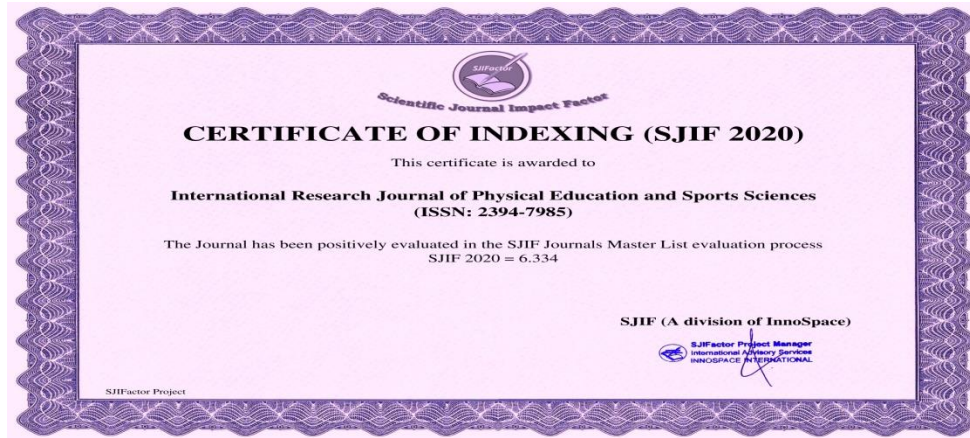 SJIFactor
Scientific Journal Impact Factor
CERTIFICATE OF INDEXING (SJIF 2020)
This certificate is awarded to
International Research Journal of Physical Education and Sports Sciences
(ISSN: 2394-7985)
The Journal has been positively evaluated in the SJIF Journals Master List evaluation process
SJIF 2020 = 6.334
SJIF (A division of InnoSpace)
SJIFactor Project Manager
International Advisory Services
INNOSPACE INTERNATIONAL
SJIFactor Project